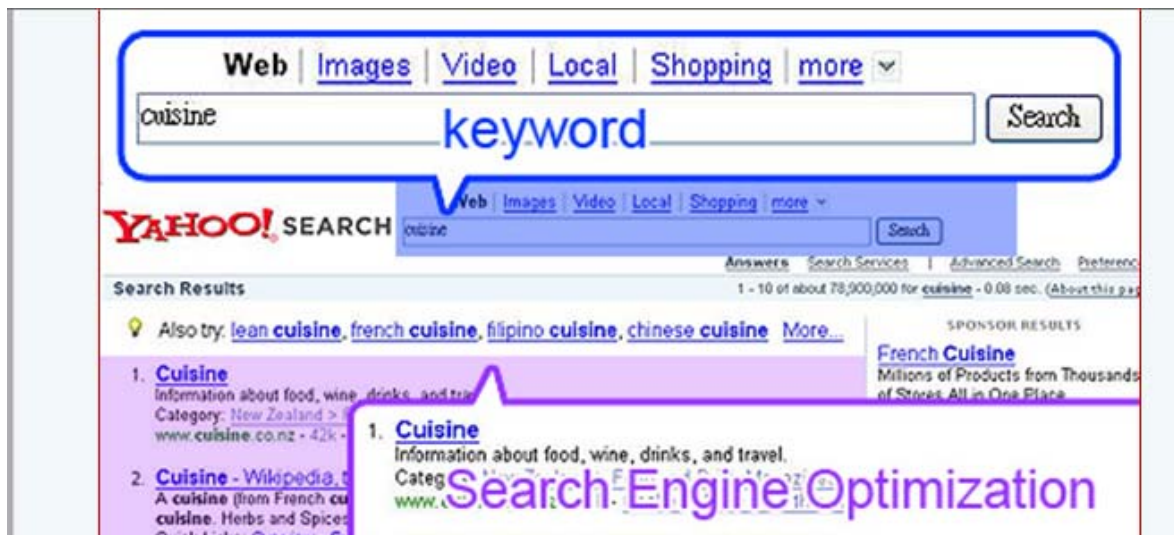 Web | Images | Video | Local | Shopping | more
cuisine
Search
keyword
YAHOO! SEARCH
Web | Images | Video | Local | Shopping | more
cuisine
Search
Answers Search Services | Advanced Search Preferenc
Search Results
1 - 10 of about 78,900,000 for cuisine - 0.08 sec. (About this pag
Also try: lean cuisine, french cuisine, filipino cuisine, chinese cuisine More...
SPONSOR RESULTS
French Cuisine
Millions of Products from Thousands
of Stores All in One Place
1. Cuisine
Information about food, wine, drinks, and
Category: New Zealand >
www.cuisine.co.nz - 42k -
2. Cuisine - Wikipedia,
A cuisine (from French
cuisine. Herbs and Spices
1. Cuisine
Information about food, wine, drinks, and travel.
Search Engine Optimization